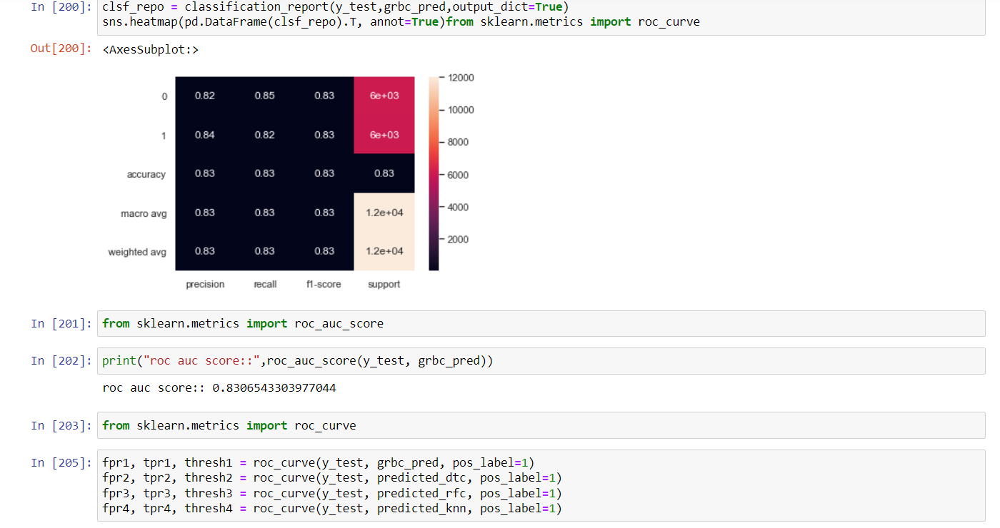 In [200]: clsf_repo = classification_report(y_test,grbc_pred,output_dict=True)
sns.heatmap(pd.DataFrame(clsf_repo).T, annot=True)from sklearn.metrics import roc_curve
Out[200]: <AxesSubplot:>
12000
0 0.82 0.85 0.83 6e+03
10000
1 0.84 0.82 0.83 6e+03
8000
accuracy 0.83 0.83 0.83 0.83
6000
macro avg 0.83 0.83 0.83 1.2e+04
4000
2000
weighted avg 0.83 0.83 0.83 1.2e+04
precision recall f1-score support
In [201]: from sklearn.metrics import roc_auc_score
In [202]: print("roc auc score::",roc_auc_score(y_test, grbc_pred))
roc auc score:: 0.8306543303977044
In [203]: from sklearn.metrics import roc_curve
In [205]: fpr1, tpr1, thresh1 = roc_curve(y_test, grbc_pred, pos_label=1)
fpr2, tpr2, thresh2 = roc_curve(y_test, predicted_dtc, pos_label=1)
fpr3, tpr3, thresh3 = roc_curve(y_test, predicted_rfc, pos_label=1)
fpr4, tpr4, thresh4 = roc_curve(y_test, predicted_knn, pos_label=1)